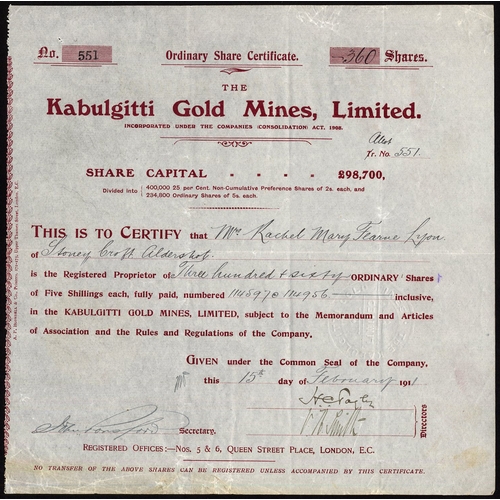 No. 551 Ordinary Share Certificate. 360 Shares.
THE
Kabulgitti Gold Mines, Limited.
INCORPORATED UNDER THE COMPANIES (CONSOLIDATION) ACT, 1908.
Allot
Tr. No. 551
SHARE CAPITAL - - - - £98,700,
Divided into 400,000 25 per Cent. Non-Cumulative Preference Shares of 2s. each, and
234,800 Ordinary Shares of 5s. each.
THIS IS TO CERTIFY that Mrs Rachel Mary Fearne Lyon
of Stoney Croft Aldershot
is the Registered Proprietor of Three hundred & sixty ORDINARY Shares
of Five Shillings each, fully paid, numbered 114597 @ 114956 inclusive,
in the KABULGITTI GOLD MINES, LIMITED, subject to the Memorandum and Articles
of Association and the Rules and Regulations of the Company.
GIVEN under the Common Seal of the Company,
this 15th day of February 1911
Directors
Secretary.
REGISTERED OFFICES:—Nos. 5 & 6, QUEEN STREET PLACE, LONDON, E.C.
NO TRANSFER OF THE ABOVE SHARES CAN BE REGISTERED UNLESS ACCOMPANIED BY THIS CERTIFICATE.